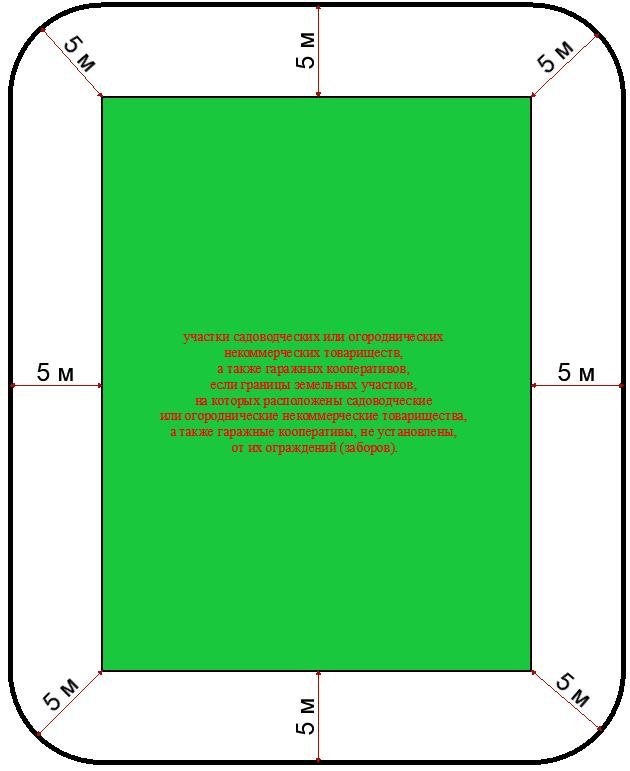 5 м
5 м
5 м
участки садоводческих или огороднических
некоммерческих товариществ,
а также гаражных кооперативов,
если границы земельных участков,
5 м
5 м
на которых расположены садоводческие
или огороднические некоммерческие товарищества,
а также гаражные кооперативы, не установлены,
от их ограждений (заборов).
5 м
5 м
5 м